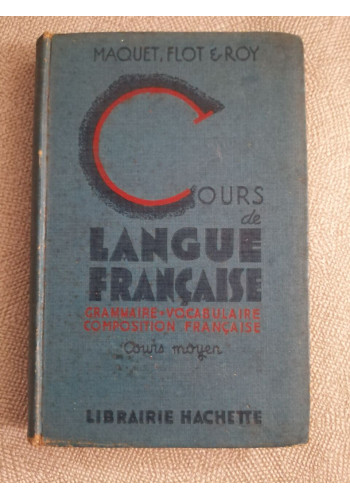 MAQUET, FLOT & ROY
COURS
de
LANGUE
FRANÇAISE
GRAMMAIRE • VOCABULAIRE
COMPOSITION FRANÇAISE
Cours moyen
LIBRAIRIE HACHETTE